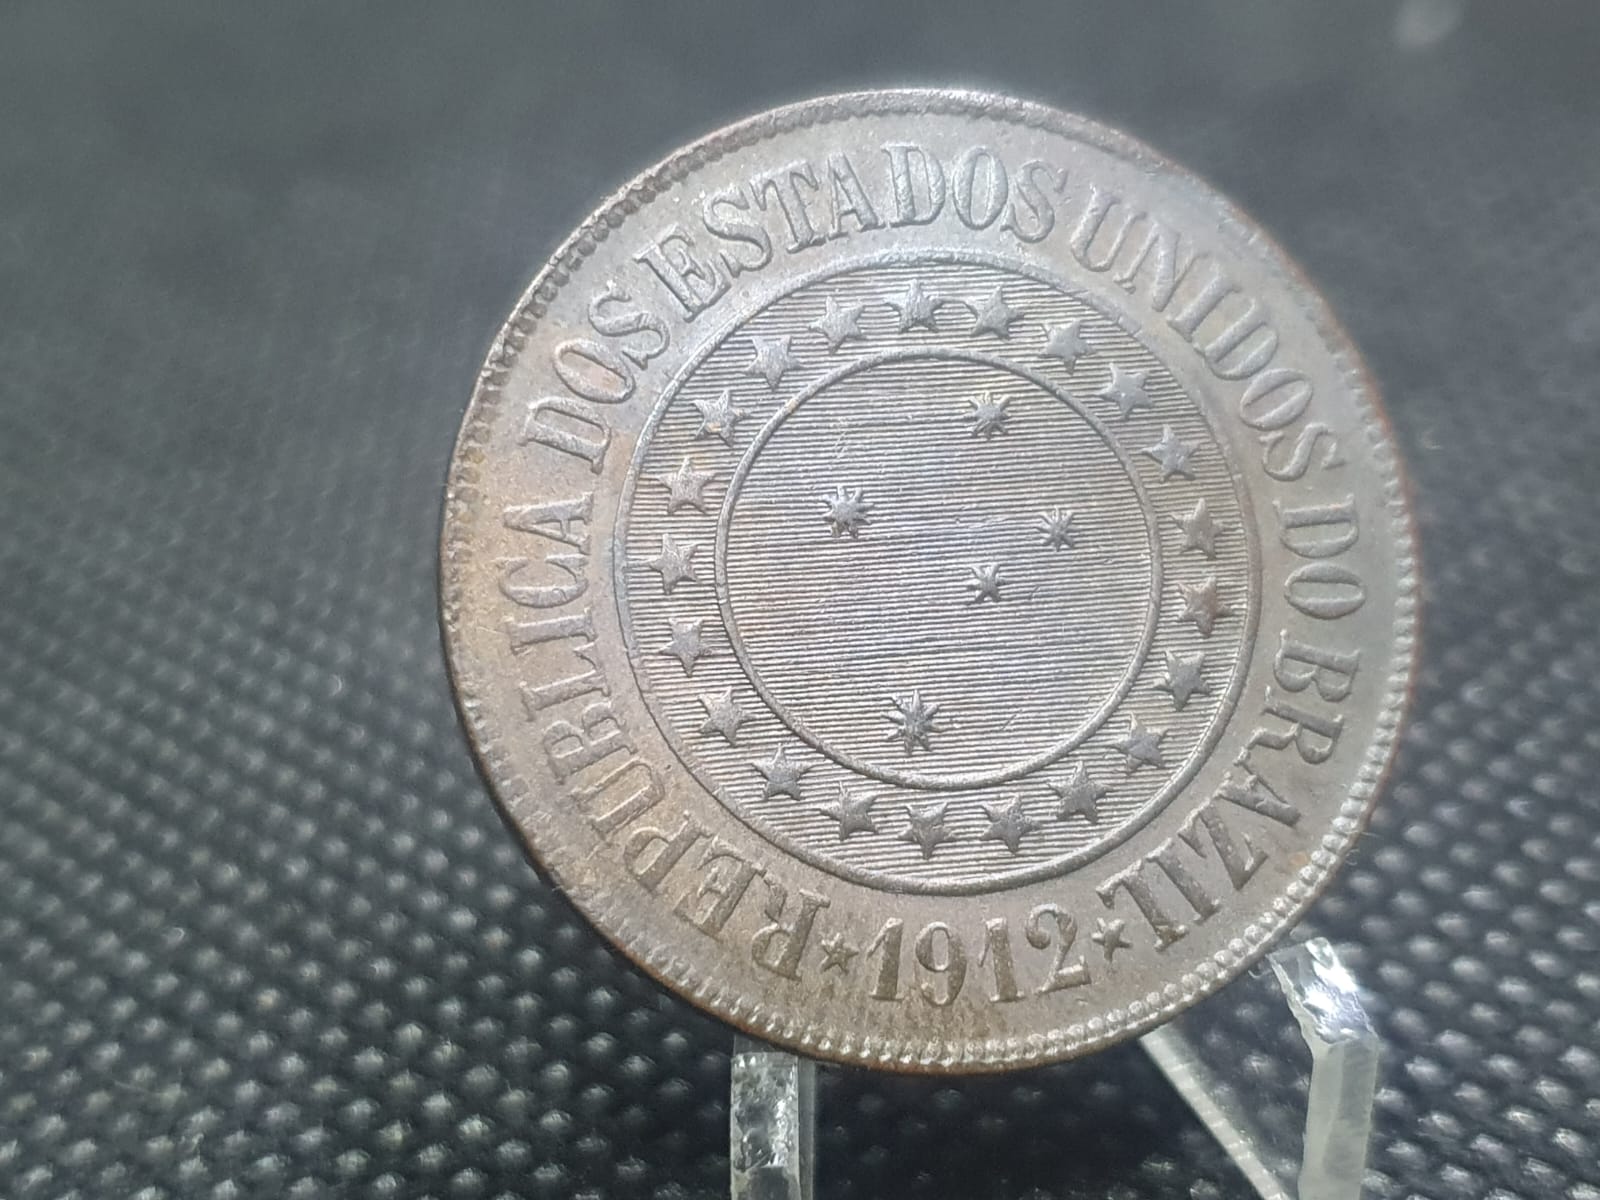 REPUBLICA DOS ESTADOS UNIDOS DO BRAZIL
★ 1912 ★